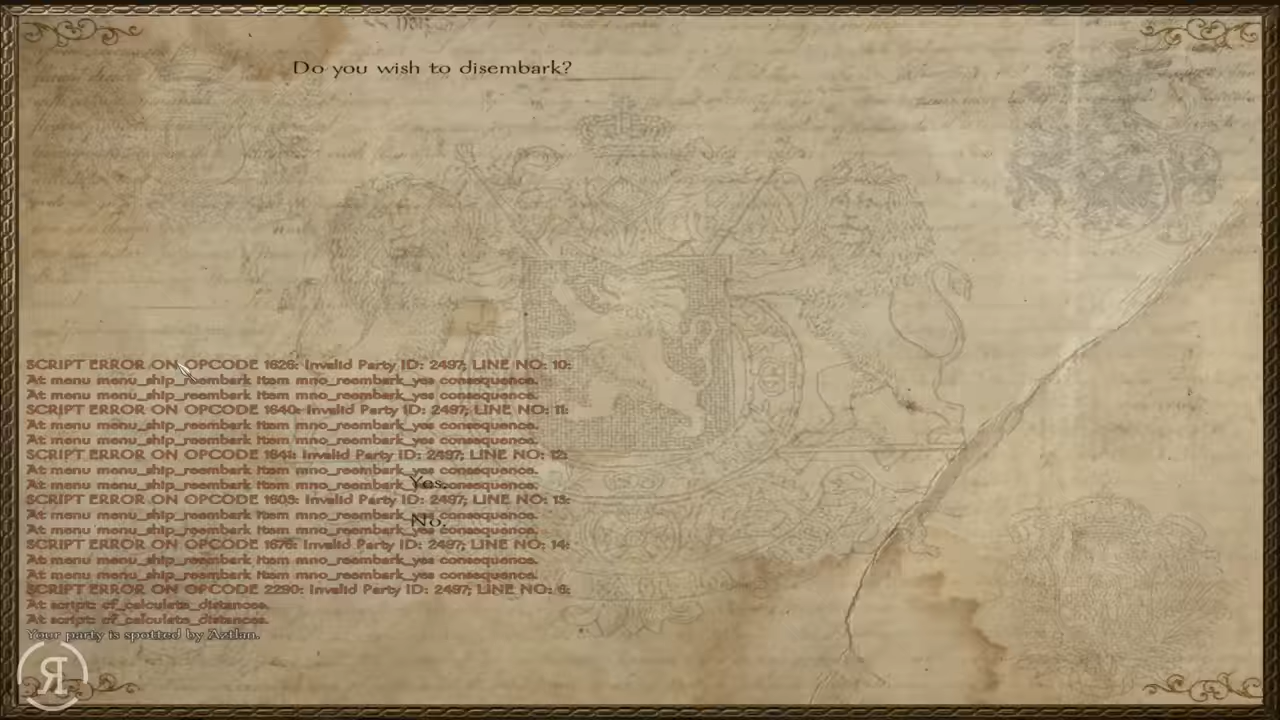 Do you wish to disembark?
SCRIPT ERROR ON OPCODE 1626: Invalid Party ID: 2497; LINE NO: 10:
At menu menu_ship_reembark item mno_reembark_yes consequence.
At menu menu_ship_reembark item mno_reembark_yes consequence.
SCRIPT ERROR ON OPCODE 1640: Invalid Party ID: 2497; LINE NO: 11:
At menu menu_ship_reembark item mno_reembark_yes consequence.
At menu menu_ship_reembark item mno_reembark_yes consequence.
SCRIPT ERROR ON OPCODE 1641: Invalid Party ID: 2497; LINE NO: 12:
At menu menu_ship_reembark item mno_reembark_yes consequence.
At menu menu_ship_reembark item mno_reembark_yes consequence.
Yes.
SCRIPT ERROR ON OPCODE 1603: Invalid Party ID: 2497; LINE NO: 13:
At menu menu_ship_reembark item mno_reembark_yes consequence.
No.
At menu menu_ship_reembark item mno_reembark_yes consequence.
SCRIPT ERROR ON OPCODE 1676: Invalid Party ID: 2497; LINE NO: 14:
At menu menu_ship_reembark item mno_reembark_yes consequence.
At menu menu_ship_reembark item mno_reembark_yes consequence.
SCRIPT ERROR ON OPCODE 2290: Invalid Party ID: 2497; LINE NO: 6:
At script: cf_calculate_distances.
At script: cf_calculate_distances.
Your party is spotted by Aztlan.